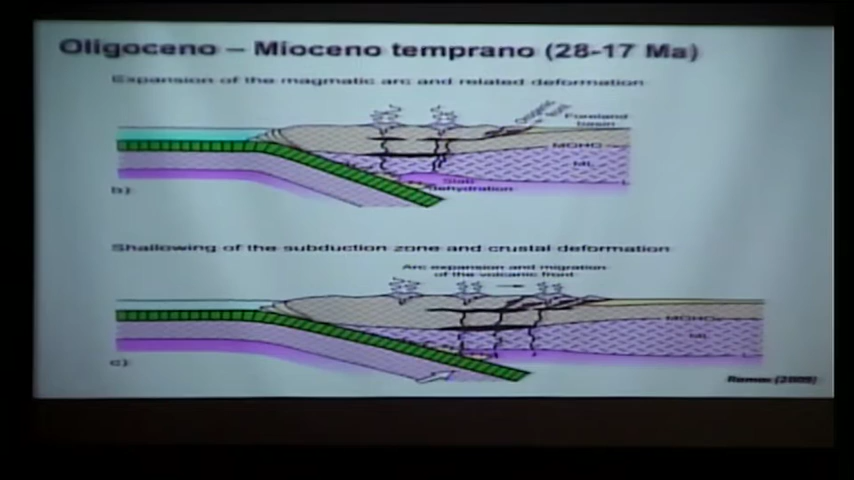 Oligoceno – Mioceno temprano (28-17 Ma)
Expansion of the magmatic arc and related deformation
Orogenic
front
Foreland
basin
MOHO
ML
Slab
dehydration
b)
Shallowing of the subduction zone and crustal deformation
Arc expansion and migration
of the volcanic front
MOHO
ML
c)
Ramos (2009)